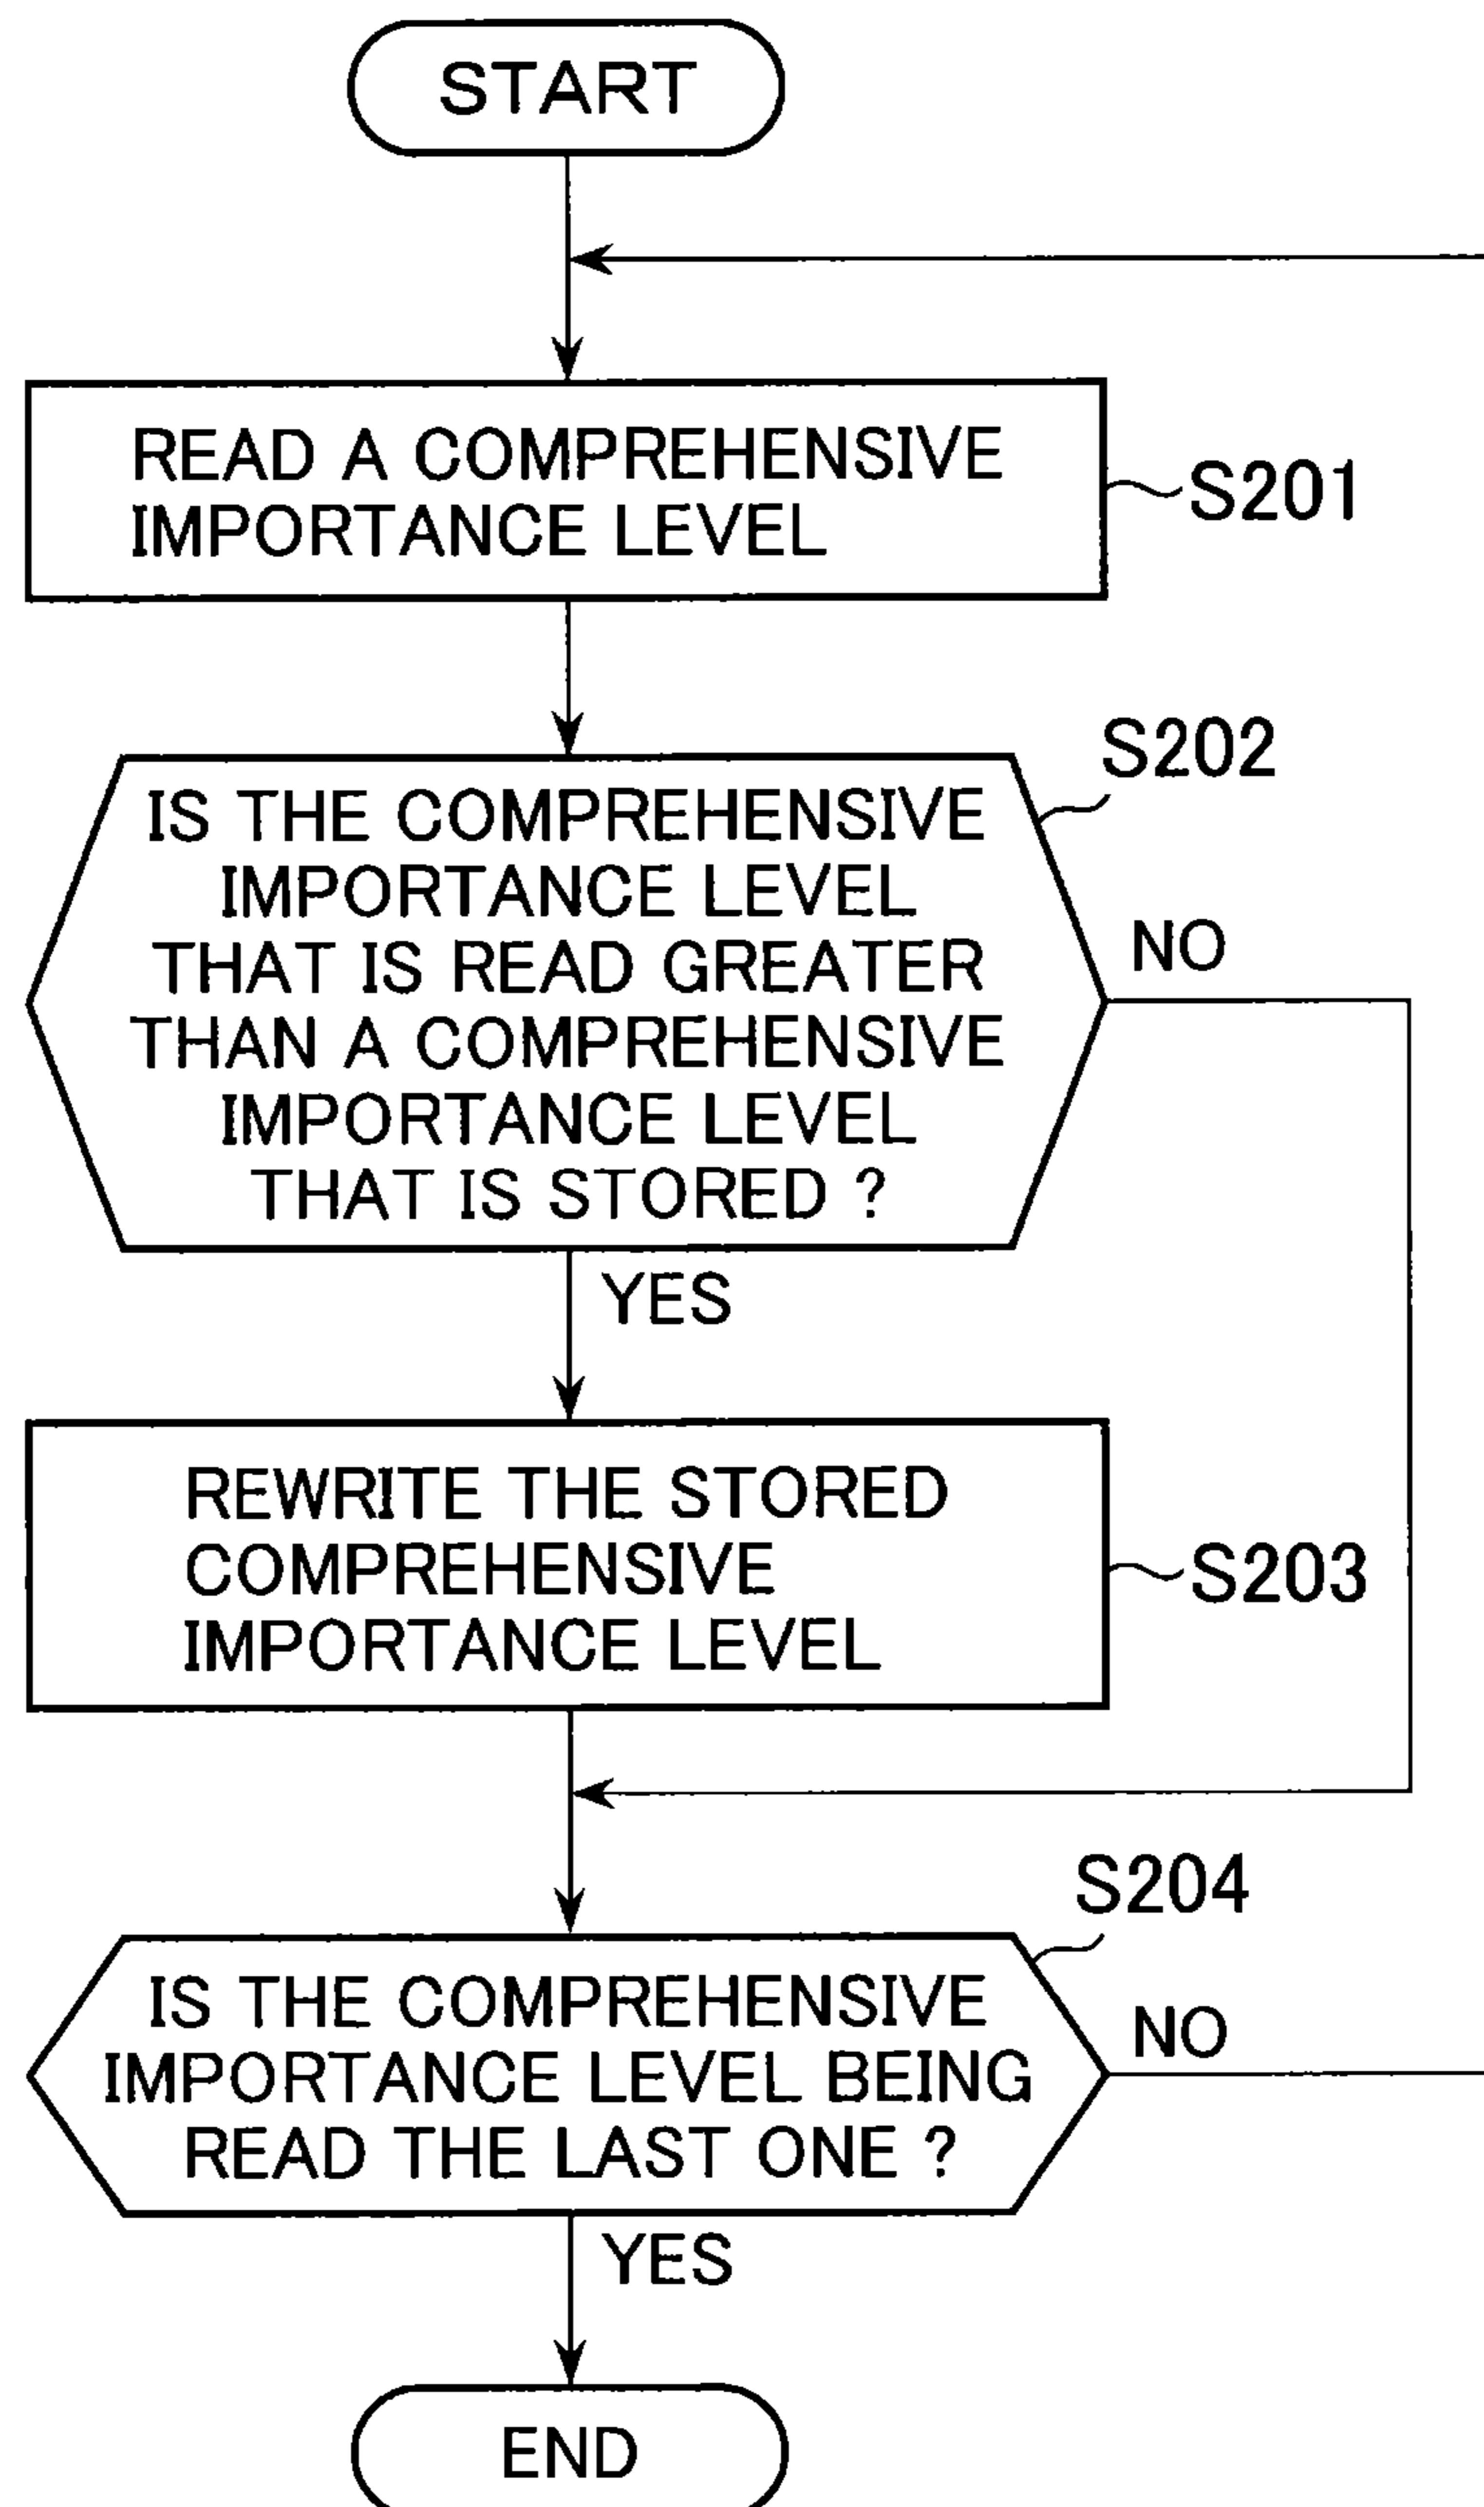 START
READ A COMPREHENSIVE
IMPORTANCE LEVEL
S201
S202
IS THE COMPREHENSIVE
IMPORTANCE LEVEL
THAT IS READ GREATER
THAN A COMPREHENSIVE
IMPORTANCE LEVEL
THAT IS STORED ?
NO
YES
REWRITE THE STORED
COMPREHENSIVE
IMPORTANCE LEVEL
S203
S204
IS THE COMPREHENSIVE
IMPORTANCE LEVEL BEING
READ THE LAST ONE ?
NO
YES
END